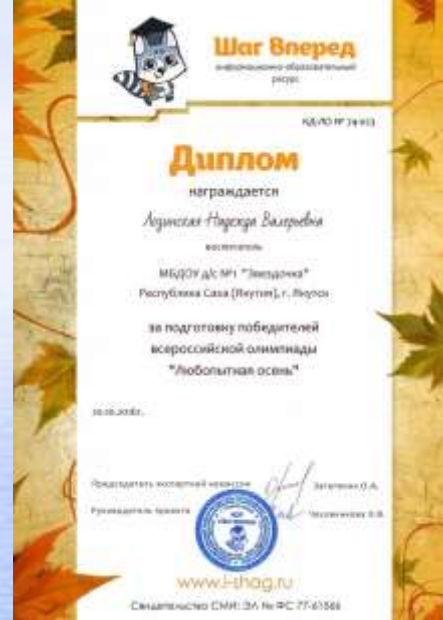 Шаг Вперед
информационно-образовательный
ресурс
Диплом
награждается
Лозинская Надежда Валерьевна
воспитатель
МБДОУ д/с №1 "Звездочка"
Республика Саха (Якутия), г. Якутск
за подготовку победителей
всероссийской олимпиады
"Любопытная осень"
Председатель экспертной комиссии
Руководитель проекта
www.i-shag.ru
Свидетельство СМИ: ЭЛ № ФС 77-61566